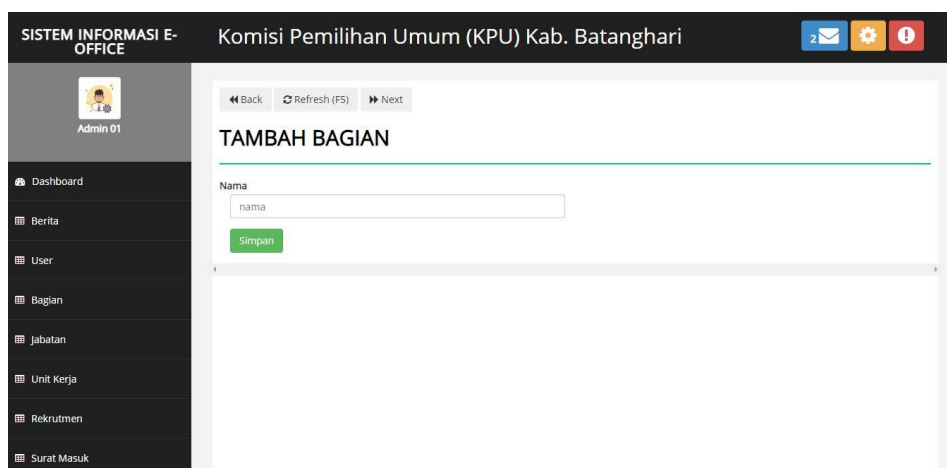 SISTEM INFORMASI E-
OFFICE
Komisi Pemilihan Umum (KPU) Kab. Batanghari
2
Admin 01
Back Refresh (F5) Next
TAMBAH BAGIAN
Dashboard
Berita
User
Bagian
Jabatan
Unit Kerja
Rekrutmen
Surat Masuk
Nama
nama
Simpan